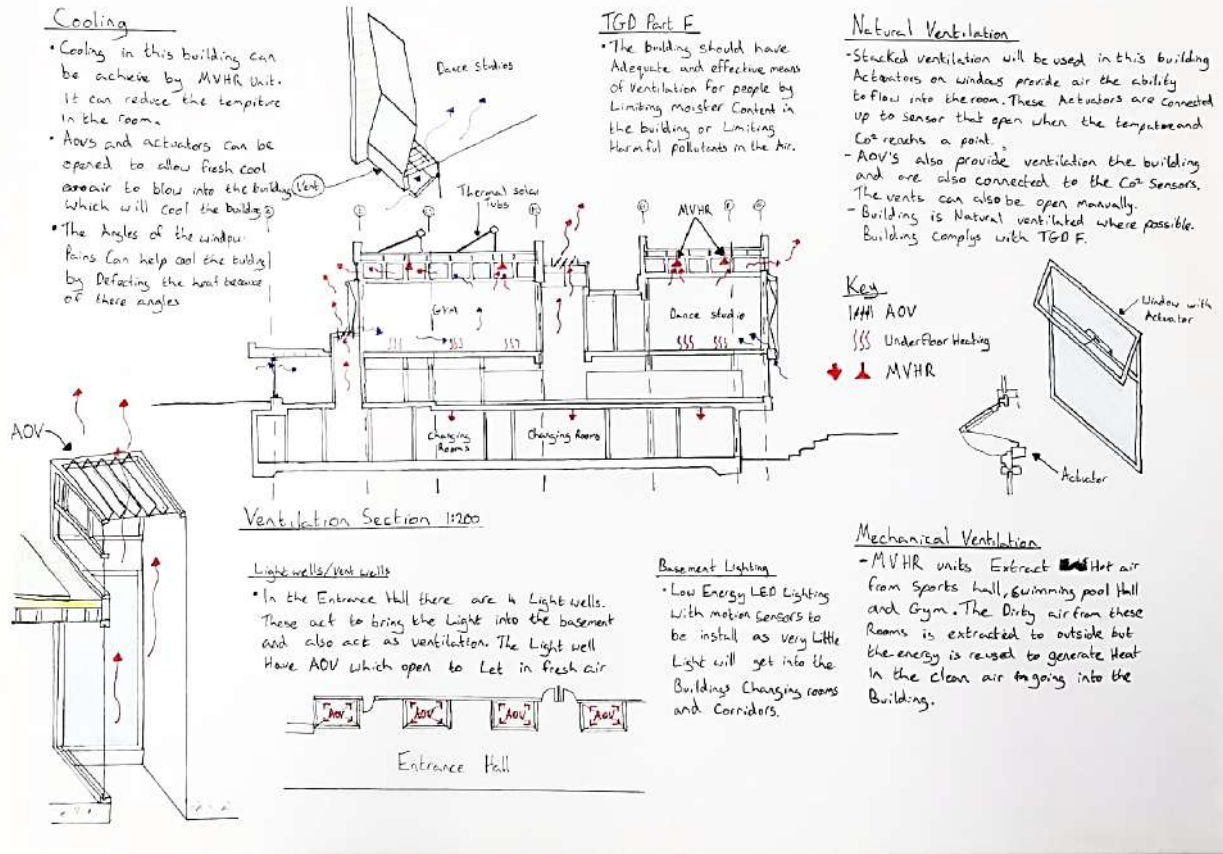 Cooling
• Cooling in this building can
be achieve by MVHR unit.
It can reduce the tempiture
in the room.
• Aovs and actuators can be
opened to allow fresh cool
air to blow into the building
which will cool the building
• The Angles of the window
Pains Can help cool the building
by Defecting the heat because
of there angles
Dance studios
Vent
Thermal solar
Tubs
TGD Part F
• The building should have
Adequate and effective means
of Ventilation for people by
Limiting moister Content in
the building or Limiting
Harmful pollutants in the Air.
Natural Ventilation
- Stacked ventilation will be used in this building
Actuators on windows provide air the ability
to flow into the room. These Actuators are connected
up to sensor that open when the tempature and
Co² reachs a point.
- AOV's also provide ventilation the building
and are also connected to the Co² Sensors.
The vents can also be open manually.
- Building is Natural ventilated where possible.
Building Complys with TGD F.
MVHR
GYM
Dance studio
Changing
Rooms
Changing Rooms
Key
AOV
UnderFloor Heating
MVHR
Window with
Actuator
Actuator
AOV
Ventilation Section 1:200
Light wells/vent wells
• In the Entrance Hall there are 4 Light wells.
These act to bring the Light into the basement
and also act as ventilation. The Light well
Have AOV which open to Let in fresh air
AOV AOV AOV AOV
Entrance Hall
Basement Lighting
• Low Energy LED Lighting
with motion sensors to
be install as very Little
Light will get into the
Buildings Changing rooms
and Corridors.
Mechanical Ventilation
- MVHR units Extract Hot air
from Sports hall, Swimming pool Hall
and Gym. The Dirty air from these
Rooms is extracted to outside but
the energy is reused to generate Heat
In the clean air going into the
Building.